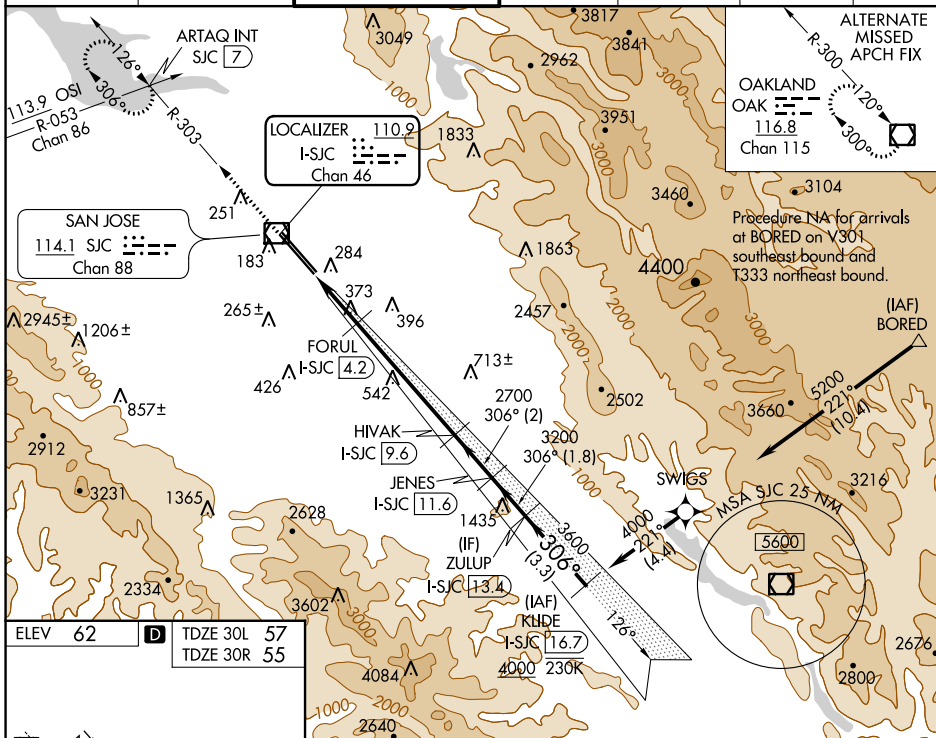 3817
3841
3049
2962
3000
1000
ARTAQ INT
SJC 7
126°
306°
113.9 OSI
R-053
Chan 86
R-303
ALTERNATE
MISSED
APCH FIX
R-300
OAKLAND
OAK
116.8
Chan 115
120°
300°
LOCALIZER 110.9
I-SJC
Chan 46
1833
3951
3000
3460
3104
251
SAN JOSE
114.1 SJC
Chan 88
183
284
1863
Procedure NA for arrivals
at BORED on V301
southeast bound and
T333 northeast bound.
4400
2945±
1206±
265±
373
396
2457
2000
1000
3000
(IAF)
BORED
FORUL
I-SJC 4.2
426
542
713±
2502
5200
221°
(10.4)
3660
1000
857±
2700
306° (2)
HIVAK
I-SJC 9.6
3200
306° (1.8)
2912
3231
1365
JENES
I-SJC 11.6
1435
SWIGS
4000
221°
(4.4)
MSA SJC 25 NM
5600
3216
2628
(IF)
ZULUP
I-SJC 13.4
3600
306°
(3.3)
2334
3602
3000
(IAF)
KLIDE
I-SJC 16.7
4000 230K
126°
ELEV 62
D
TDZE 30L 57
TDZE 30R 55
4084
2676
2800
1000
2000
2640